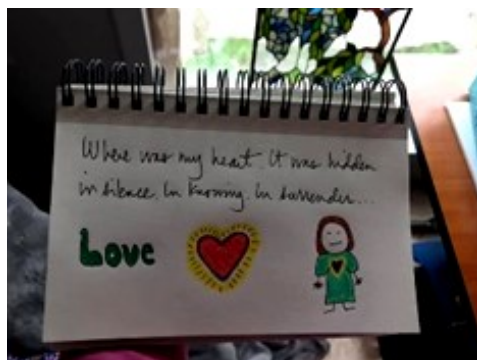 Where was my heart. It was hidden
in silence. In knowing. In surrender...
Love